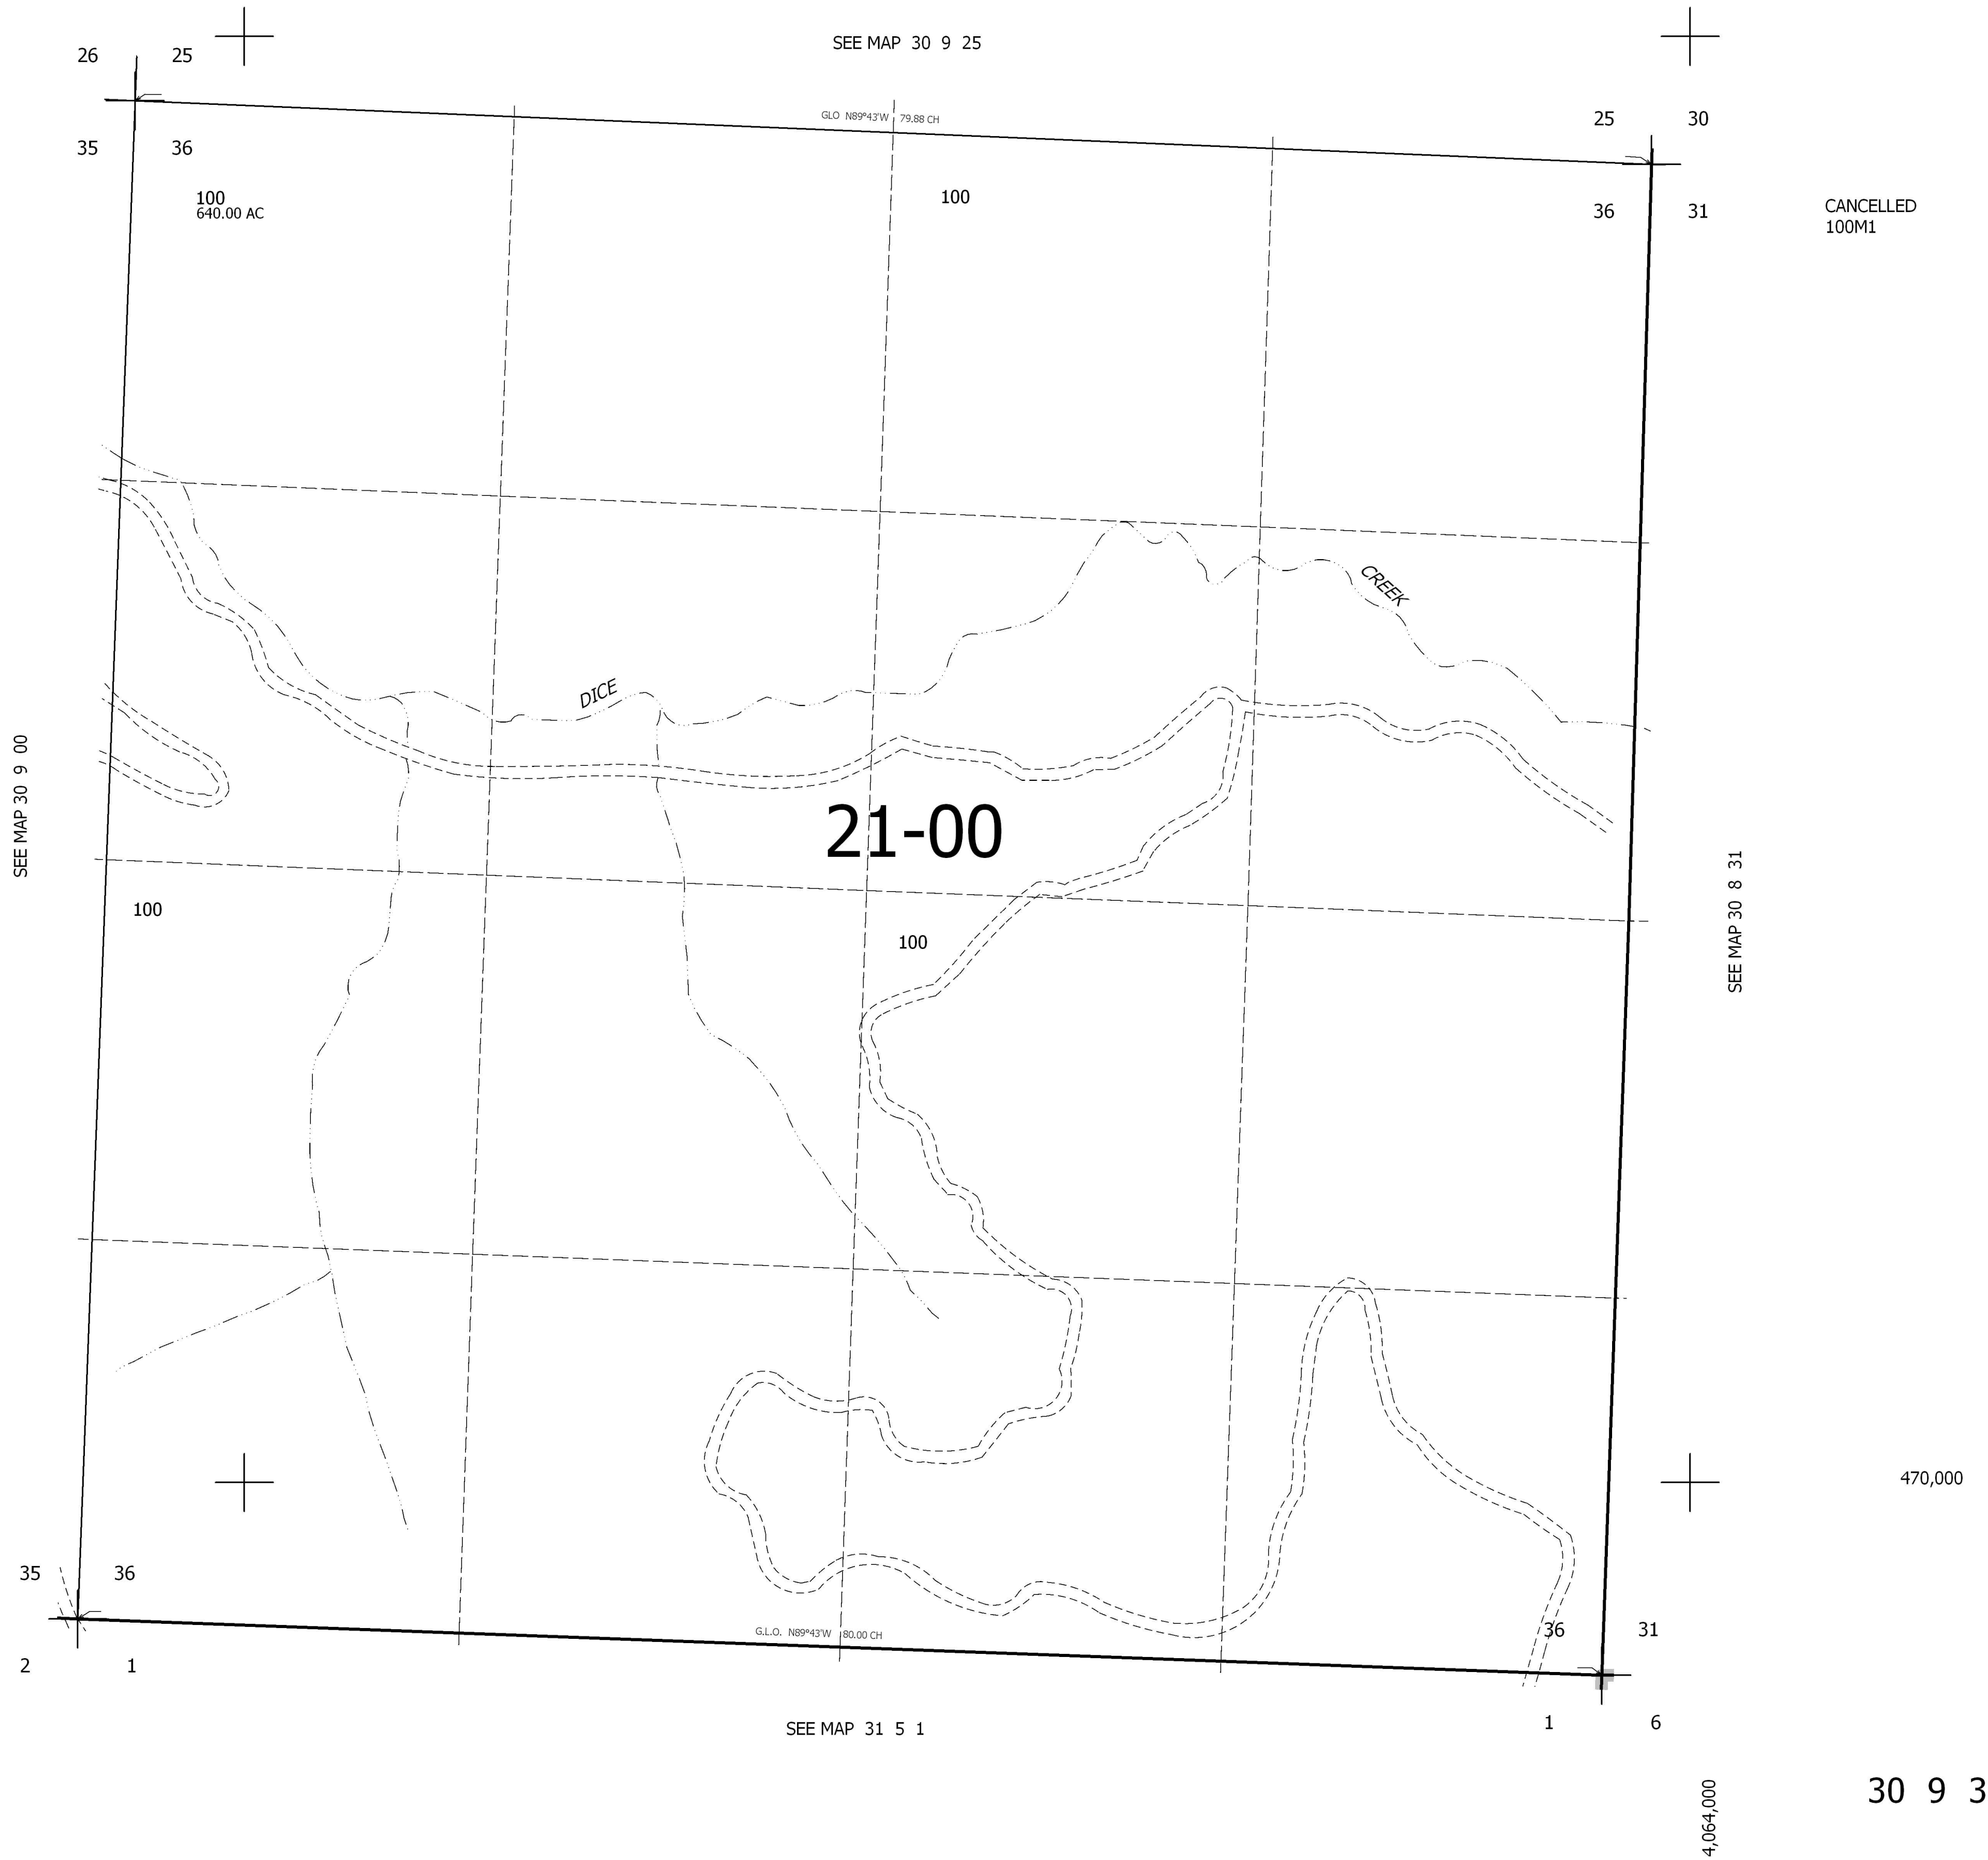 SEE MAP 30 9 25
26 25
25 30
GLO N89°43'W 79.88 CH
35 36
36 31
100
640.00 AC
100
CANCELLED
100M1
CREEK
DICE
SEE MAP 30 9 00
21-00
SEE MAP 30 8 31
100
100
470,000
35 36
36 31
G.L.O. N89°43'W 80.00 CH
2 1
1 6
SEE MAP 31 5 1
4,064,000
30 9 3